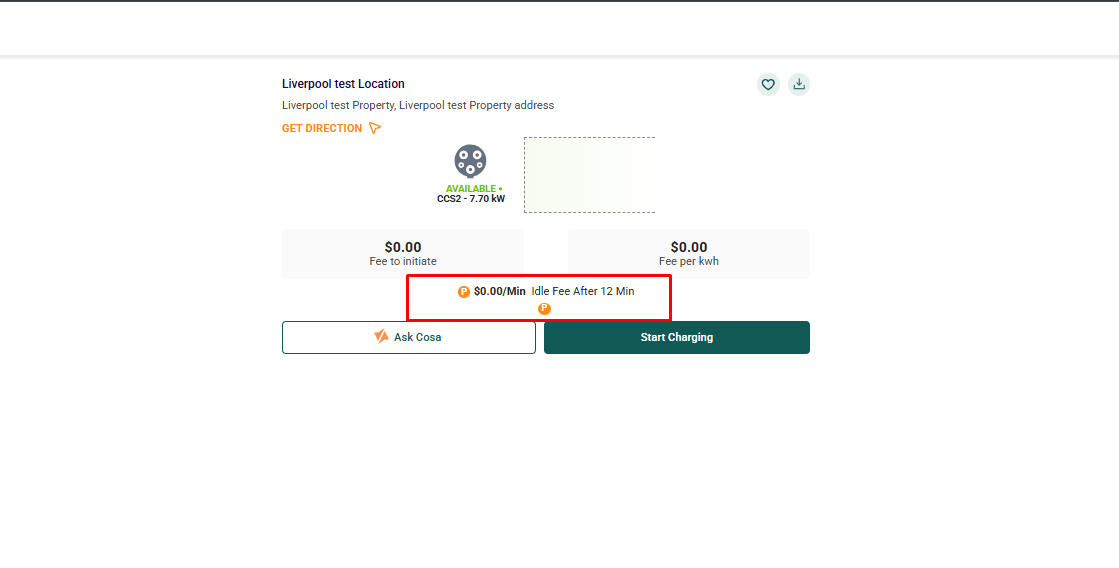 Liverpool test Location
Liverpool test Property, Liverpool test Property address
GET DIRECTION
AVAILABLE •
CCS2 - 7.70 kW
$0.00
Fee to initiate
$0.00
Fee per kwh
P $0.00/Min Idle Fee After 12 Min
P
Ask Cosa
Start Charging